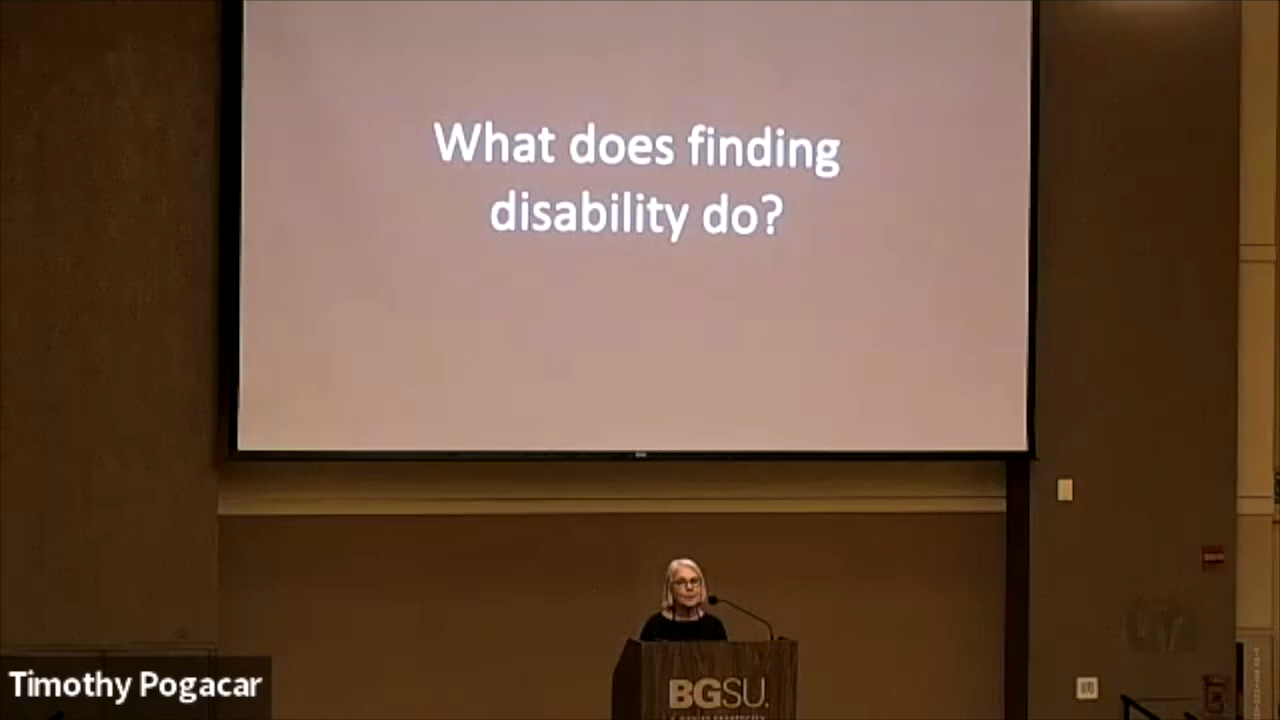 What does finding
disability do?
BGSU.
Timothy Pogacar